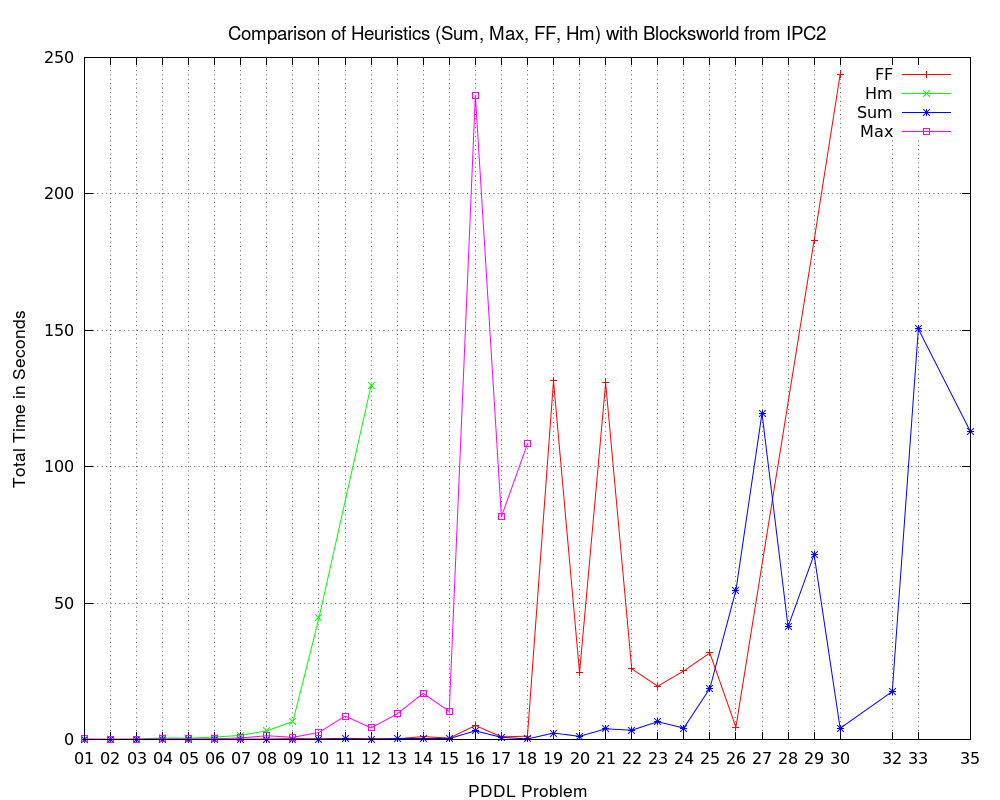 Comparison of Heuristics (Sum, Max, FF, Hm) with Blocksworld from IPC2
250
200
150
100
50
0
Total Time in Seconds
FF
Hm
Sum
Max
01 02 03 04 05 06 07 08 09 10 11 12 13 14 15 16 17 18 19 20 21 22 23 24 25 26 27 28 29 30 32 33 35
PDDL Problem